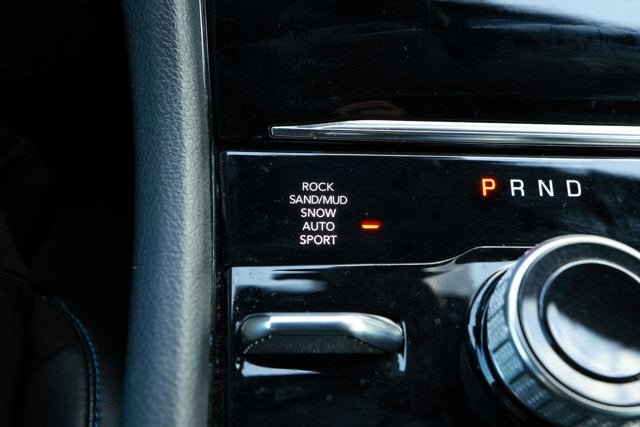 ROCK
SAND/MUD
SNOW
AUTO
SPORT
P R N D